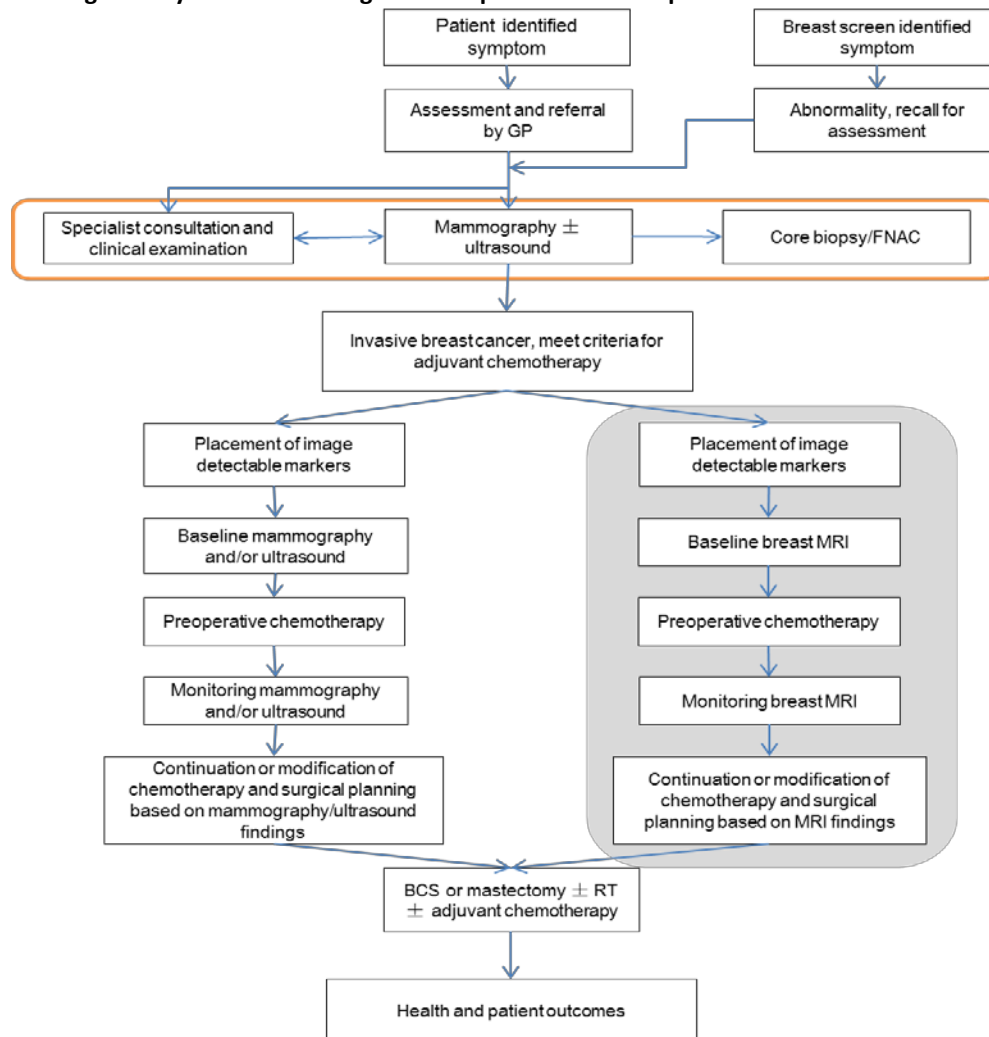 Patient identified
symptom
Breast screen identified
symptom
Assessment and referral
by GP
Abnormality, recall for
assessment
Specialist consultation and
clinical examination
Mammography ±
ultrasound
Core biopsy/FNAC
Invasive breast cancer, meet criteria for
adjuvant chemotherapy
Placement of image
detectable markers
Baseline mammography
and/or ultrasound
Preoperative chemotherapy
Monitoring mammography
and/or ultrasound
Continuation or modification of
chemotherapy and surgical planning
based on mammography/ultrasound
findings
Placement of image
detectable markers
Baseline breast MRI
Preoperative chemotherapy
Monitoring breast MRI
Continuation or modification of
chemotherapy and surgical
planning based on MRI findings
BCS or mastectomy ± RT
± adjuvant chemotherapy
Health and patient outcomes